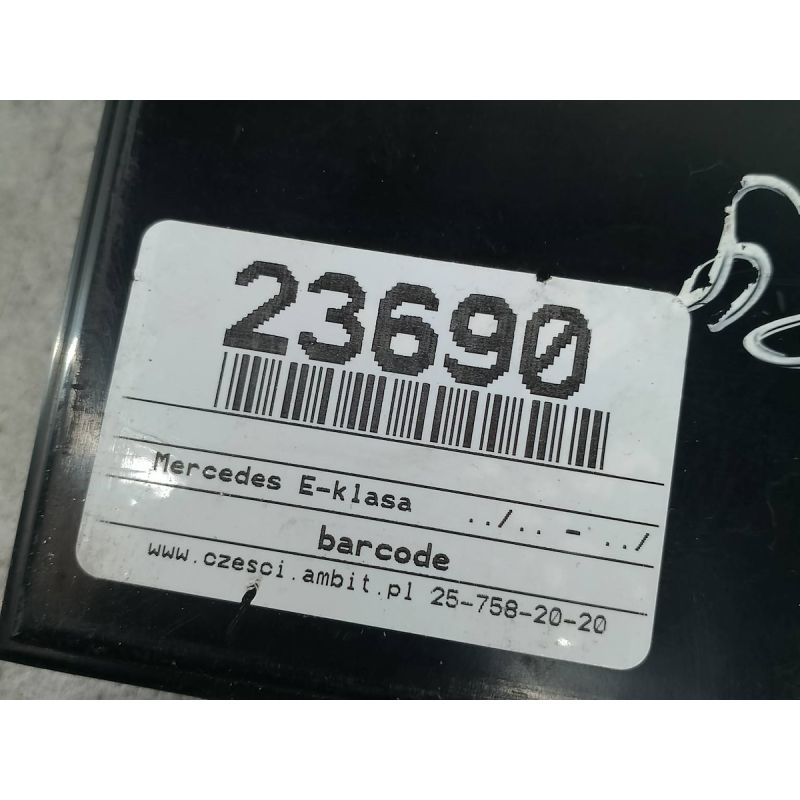 23690
Mercedes E-klasa ../.. - ../
barcode
www.czesci.ambit.pl 25-758-20-20